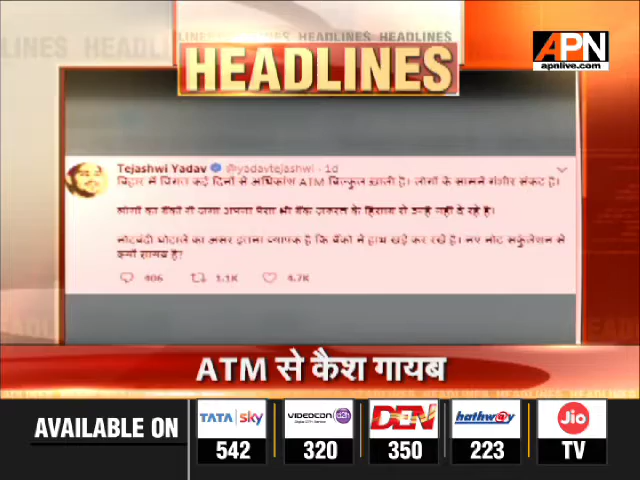 HEADLINES
APN
apnlive.com
Tejashwi Yadav @yadavtejashwi · 1d
बिहार में विगत कई दिनों से अधिकांश ATM बिल्कुल ख़ाली है। लोगों के सामने गंभीर संकट है।
लोगों का बैंकों में जमा अपना पैसा भी बैंक ज़रूरत के हिसाब से उन्हें नहीं दे रहे है।
नोटबंदी घोटाले का असर इतना व्यापक है कि बैंकों ने हाथ खड़े कर रखे है। नए नोट सर्कुलेशन से
क्यों गायब है?
406 1.1K 4.7K
ATM से कैश गायब
AVAILABLE ON
TATA sky 542
VIDEOCON d2h 320
DEN 350
hathway 223
Jio TV